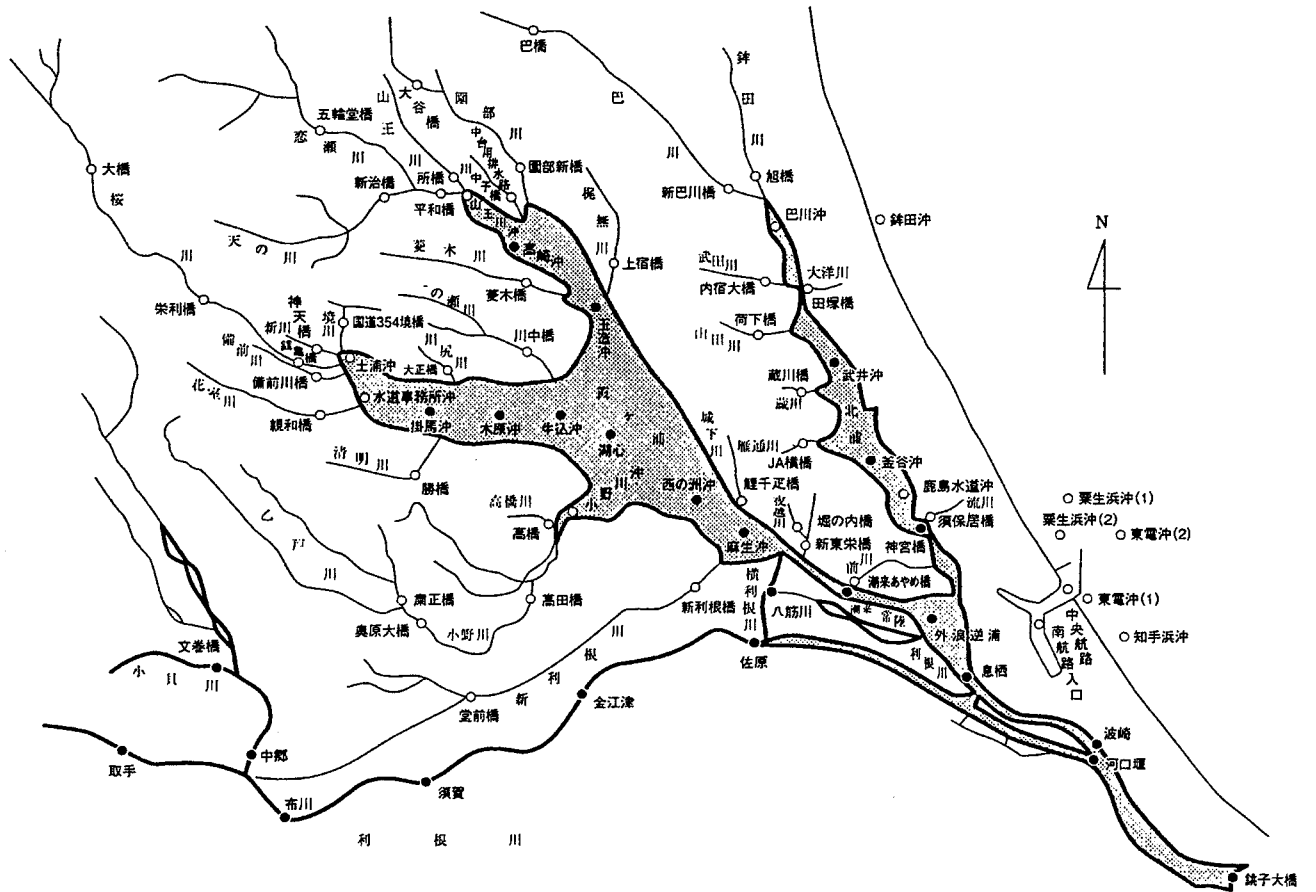 巴橋
鉾田川
巴川
大谷橋
園部川
山王川
五輪堂橋
恋瀬川
中台用排水路
園部新橋
大橋
桜川
新治橋
所橋
中子橋
平和橋
山王川沖
梶無川
新巴川橋
旭橋
巴川沖
鉾田沖
N
天の川
菱木川
高崎沖
上宿橋
武田川
内宿大橋
大洋川
田塚橋
菱木橋
栄利橋
神天橋
新川
境川
国道354境橋
一の瀬川
川中橋
玉造沖
荷下橋
山田川
備前川
土浦沖
大正橋
川尻川
武井沖
備前川橋
水道事務所沖
蔵川橋
蔵川
花室川
親和橋
掛馬沖
木原沖
牛込沖
霞ヶ浦
湖心
城下川
北浦
雁通川
JA横橋
釜谷沖
清明川
勝橋
西の洲沖
鯉千疋橋
鹿島水道沖
流川
須保居橋
粟生浜沖(1)
粟生浜沖(2)
東電沖(2)
高橋川
高橋
小野川沖
夜越川
堀の内橋
新東栄橋
神宮橋
麻生沖
乙戸川
前川
潮来あやめ橋
横利根川
八筋川
常陸利根川
外浪逆浦
東電沖(1)
中央航路
南航路入口
知手浜沖
粛正橋
奥原大橋
高田橋
小野川
新利根橋
文巻橋
小貝川
佐原
息栖
新利根川
堂前橋
金江津
取手
中郷
波崎
河口堰
須賀
布川
利根川
銚子大橋